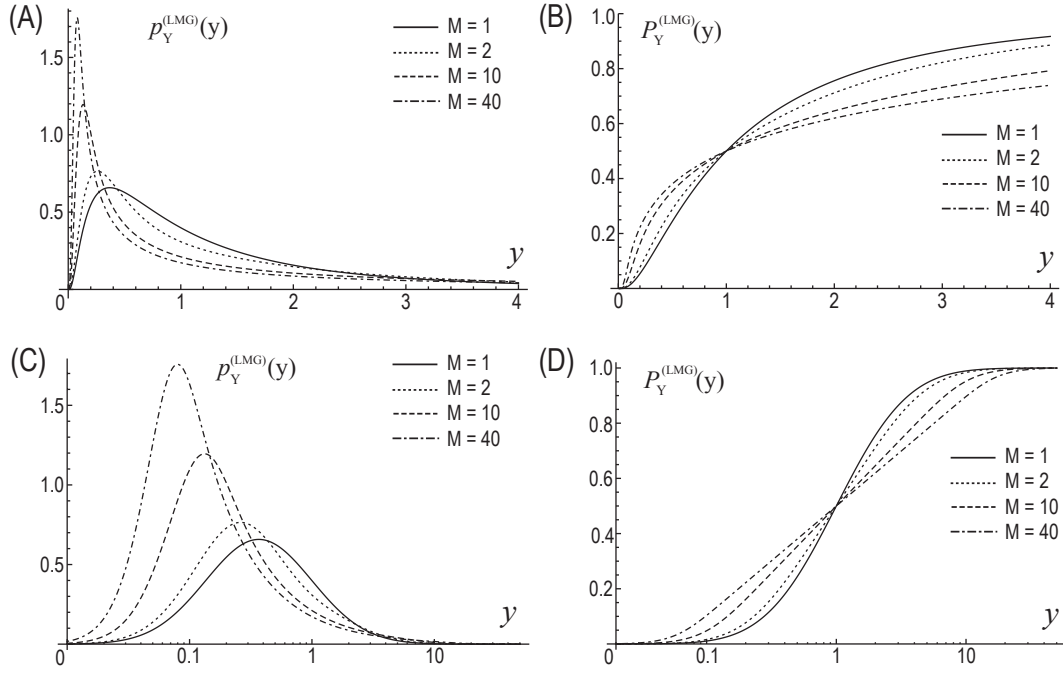 (A)
p_Y^(LMG)(y)
M = 1
M = 2
M = 10
M = 40
1.5
1.0
0.5
0
1
2
3
4
y
(B)
P_Y^(LMG)(y)
1.0
0.8
0.6
0.4
0.2
M = 1
M = 2
M = 10
M = 40
0
1
2
3
4
y
(C)
p_Y^(LMG)(y)
M = 1
M = 2
M = 10
M = 40
1.5
1.0
0.5
0
0.1
1
10
y
(D)
P_Y^(LMG)(y)
1.0
0.8
0.6
0.4
0.2
M = 1
M = 2
M = 10
M = 40
0
0.1
1
10
y